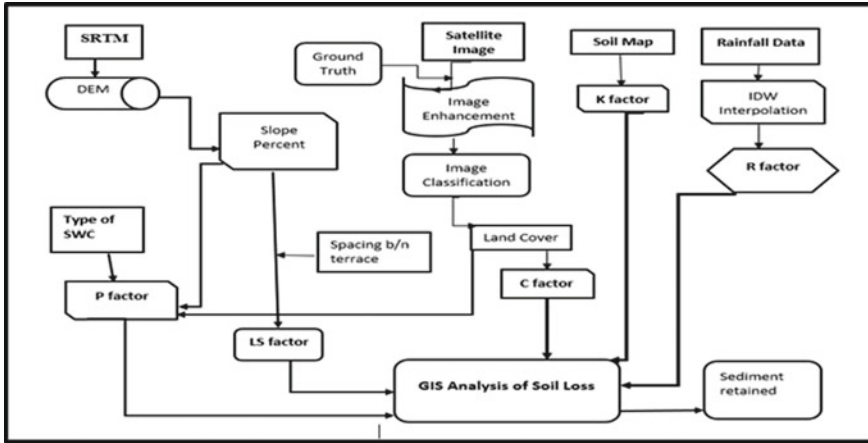 SRTM
DEM
Ground
Truth
Satellite
Image
Image
Enhancement
Image
Classification
Soil Map
K factor
Rainfall Data
IDW
Interpolation
R factor
Slope
Percent
Type of
SWC
Spacing b/n
terrace
Land Cover
C factor
P factor
LS factor
GIS Analysis of Soil Loss
Sediment
retained